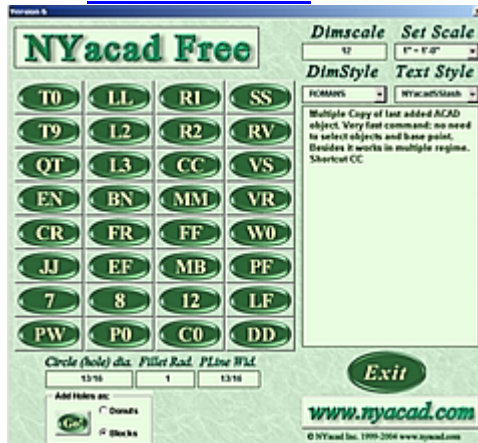 Version 6
NYacad Free
Dimscale Set Scale
12 1" = 1'-0"
DimStyle Text Style
ROMANS NYacadSSlash
T0 LL R1 SS
T9 L2 R2 RV
QT L3 CC VS
EN BN MM VR
CR FR FF W0
JJ EF MB PF
7 8 12 LF
PW P0 C0 DD
Multiple Copy of last added ACAD
object. Very fast command: no need
to select objects and base point.
Besides it works in multiple regime.
Shortcut CC
Circle (hole) dia. Fillet Rad. PLine Wid.
13/16 1 13/16
Add Holes as:
Go!
Donuts
Blocks
Exit
www.nyacad.com
© NYacad Inc. 1999-2004 www.nyacad.com